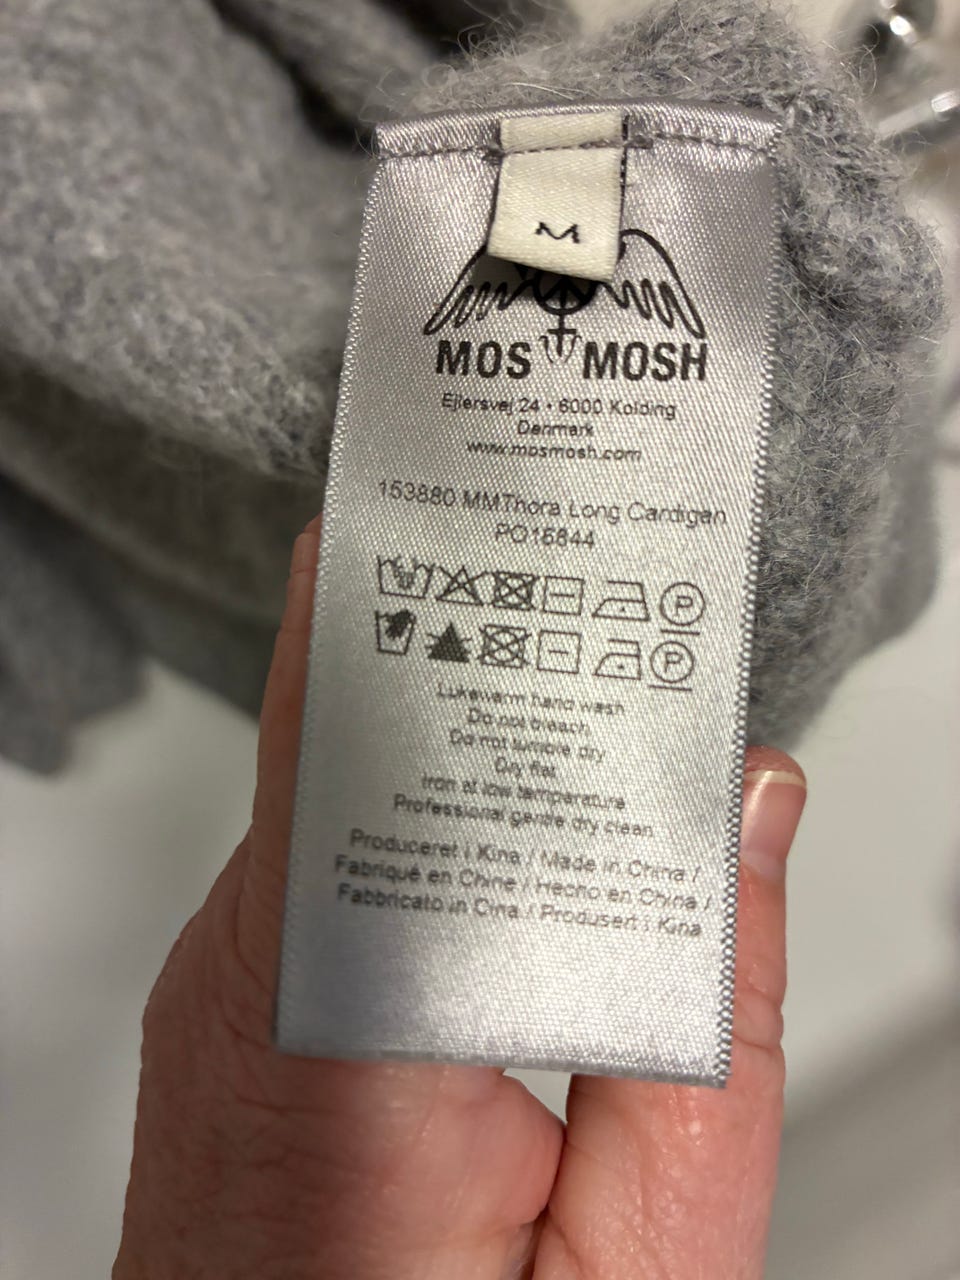 M
MOS MOSH
Ejlersvej 24 • 6000 Kolding
Denmark
www.mosmosh.com
153880 MMThora Long Cardigan
PO16844
P
P
Lukewarm hand wash
Do not bleach
Do not tumble dry
Dry flat
Iron at low temperature
Professional gentle dry clean
Produceret i Kina / Made in China /
Fabriqué en Chine / Hecho en China /
Fabbricato in Cina / Produsert i Kina